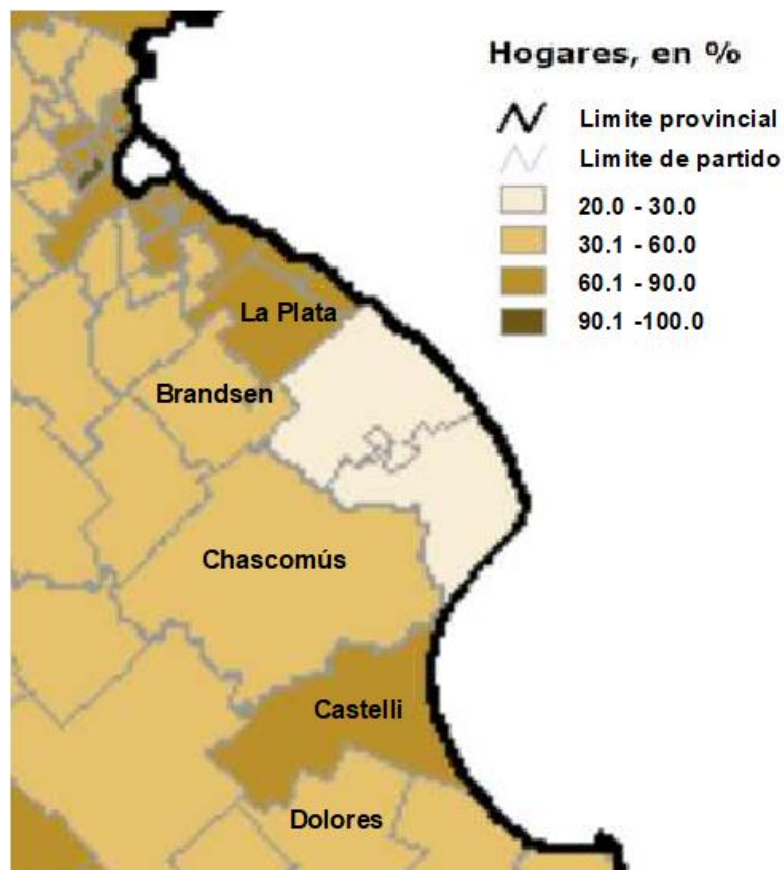 Hogares, en %
Limite provincial
Limite de partido
20.0 - 30.0
30.1 - 60.0
60.1 - 90.0
90.1 -100.0
La Plata
Brandsen
Chascomús
Castelli
Dolores